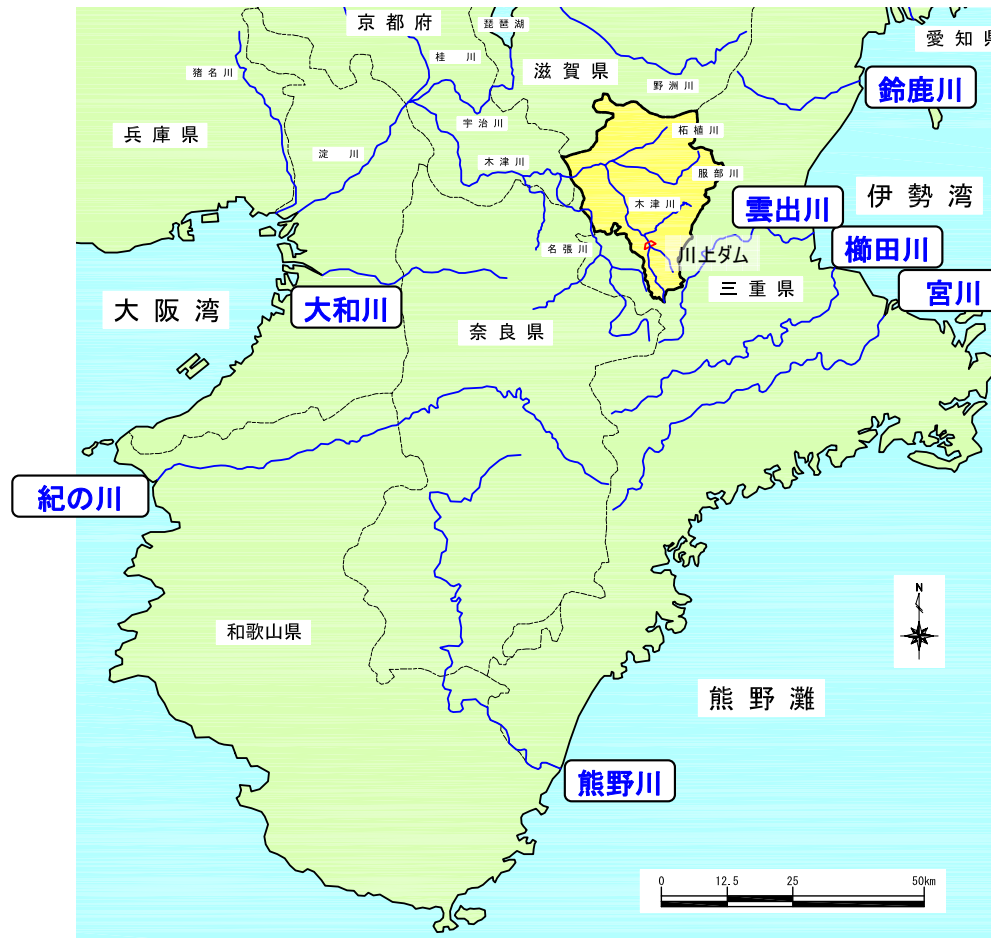 京都府
琵琶湖
愛知県
桂川
滋賀県
猪名川
野洲川
鈴鹿川
兵庫県
宇治川
柘植川
淀川
木津川
服部川
伊勢湾
木津川
雲出川
名張川
川上ダム
櫛田川
三重県
宮川
大阪湾
大和川
奈良県
紀の川
N
和歌山県
熊野灘
熊野川
0 12.5 25 50km